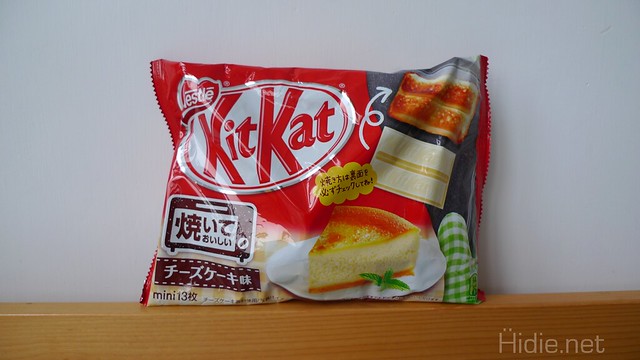 Nestlé
KitKat
焼き方は裏面を
必ずチェックしてね!
焼いて
おいしい
チーズケーキ味
mini 13枚
Hidie.net